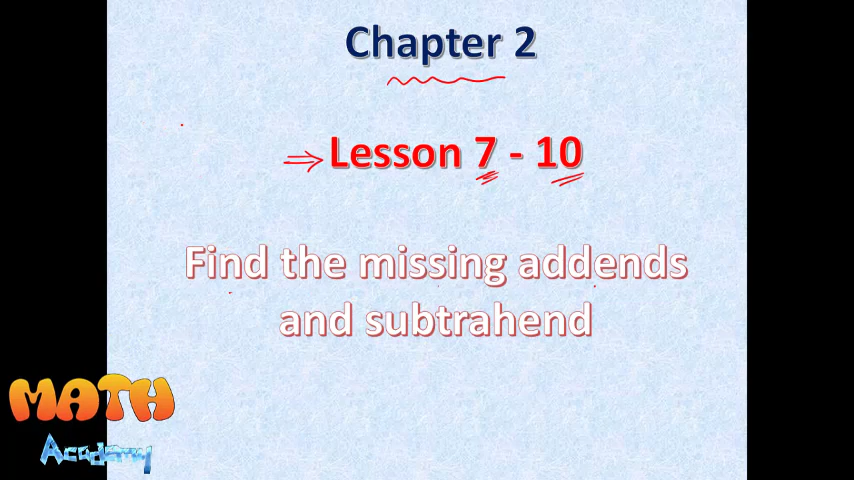 Chapter 2
Lesson 7 - 10
Find the missing addends
and subtrahend
MATH
Academy